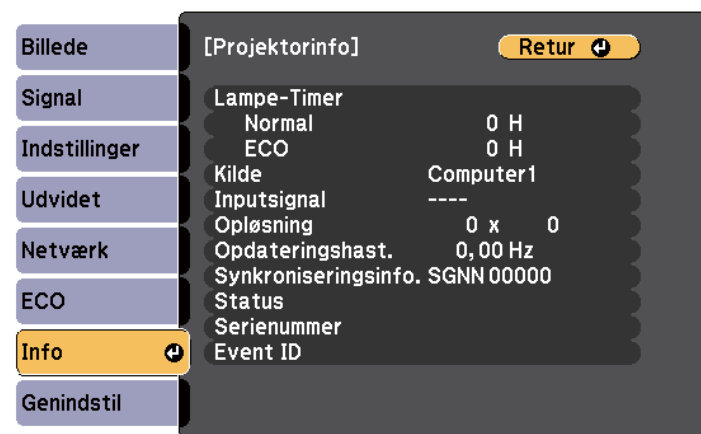 Billede
Signal
Indstillinger
Udvidet
Netværk
ECO
Info
Genindstil
[Projektorinfo] Retur
Lampe-Timer
Normal 0 H
ECO 0 H
Kilde Computer1
Inputsignal ----
Opløsning 0 x 0
Opdateringshast. 0,00 Hz
Synkroniseringsinfo. SGNN 00000
Status
Serienummer
Event ID